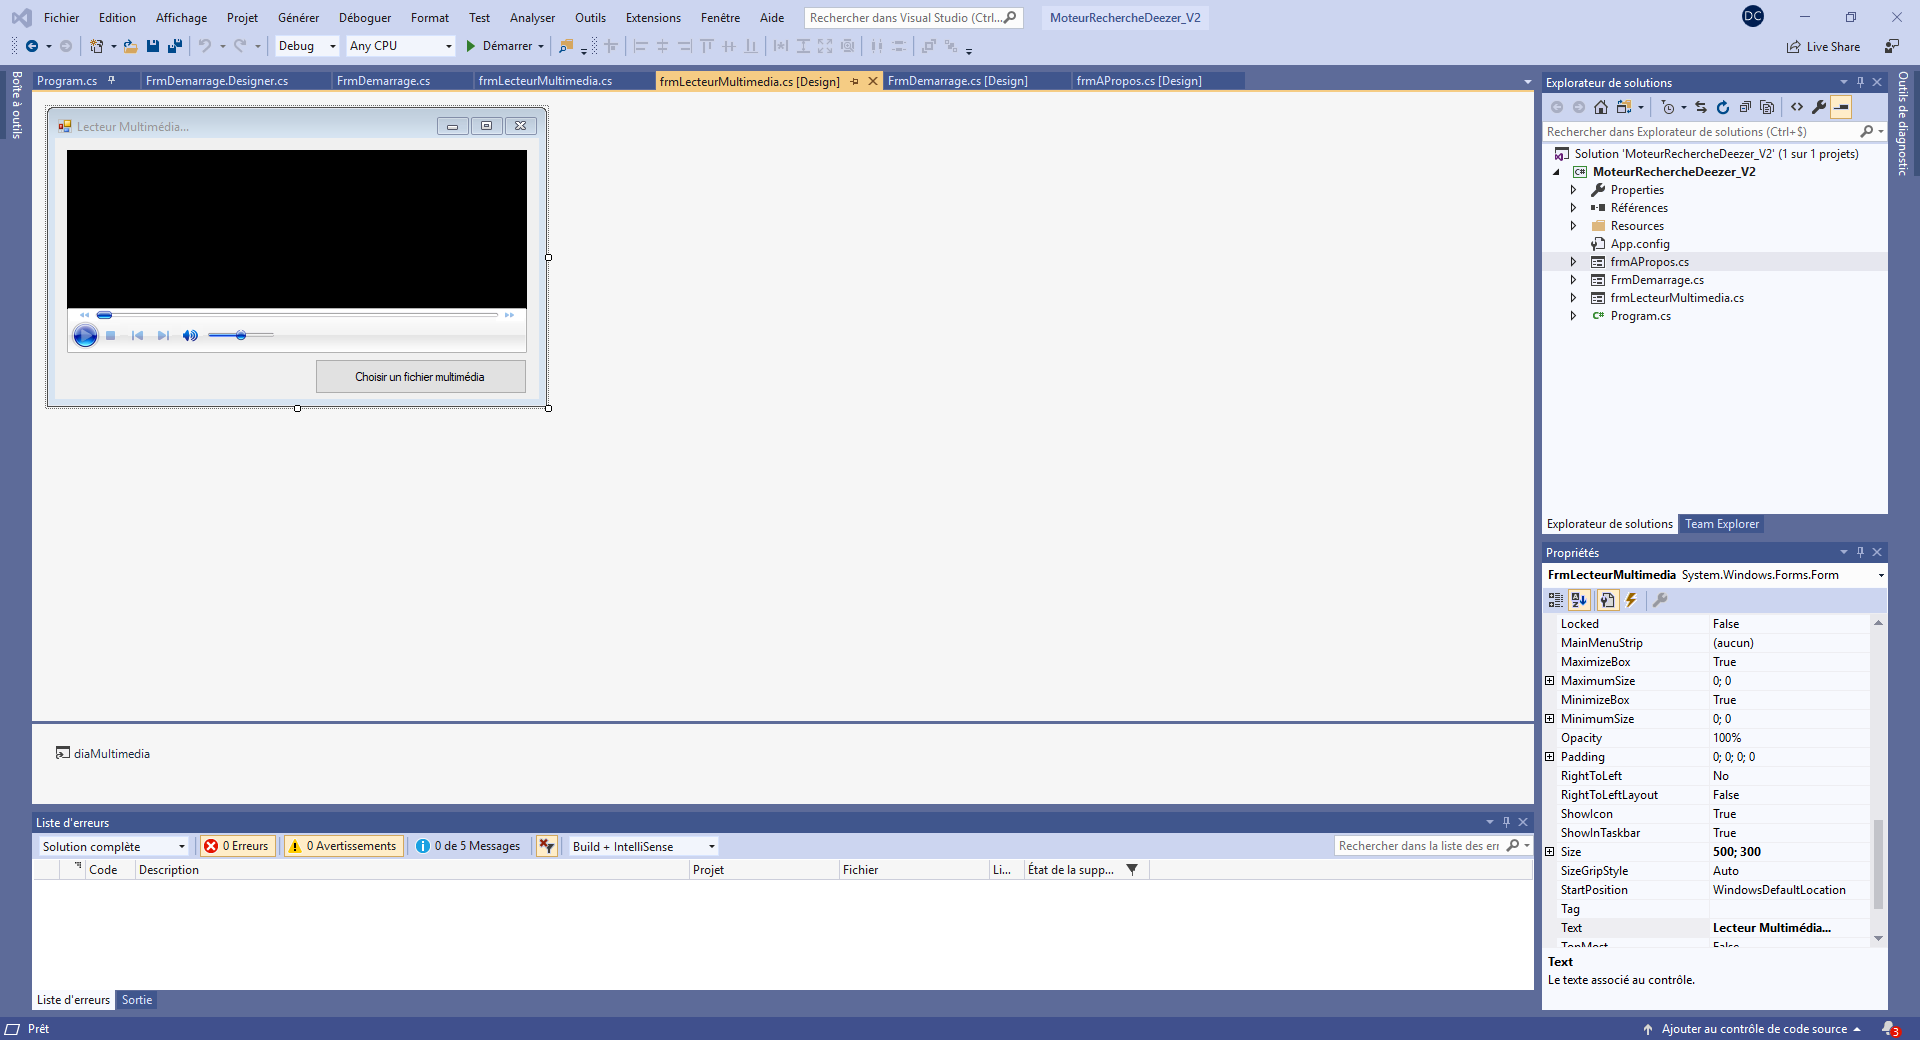 Fichier Edition Affichage Projet Générer Déboguer Format Test Analyser Outils Extensions Fenêtre Aide Rechercher dans Visual Studio (Ctrl... MoteurRechercheDeezer_V2 DC
Debug Any CPU Démarrer Live Share
Boîte à outils
Program.cs FrmDemarrage.Designer.cs FrmDemarrage.cs frmLecteurMultimedia.cs frmLecteurMultimedia.cs [Design] FrmDemarrage.cs [Design] frmAPropos.cs [Design]
Lecteur Multimédia...
Choisir un fichier multimédia
diaMultimedia
Liste d'erreurs
Solution complète 0 Erreurs 0 Avertissements 0 de 5 Messages Build + IntelliSense Rechercher dans la liste des err
Code Description Projet Fichier Li... État de la supp...
Liste d'erreurs Sortie
Explorateur de solutions
Rechercher dans Explorateur de solutions (Ctrl+$)
Solution 'MoteurRechercheDeezer_V2' (1 sur 1 projets)
C# MoteurRechercheDeezer_V2
Properties
Références
Resources
App.config
frmAPropos.cs
FrmDemarrage.cs
frmLecteurMultimedia.cs
C# Program.cs
Explorateur de solutions Team Explorer
Propriétés
FrmLecteurMultimedia System.Windows.Forms.Form
Locked False
MainMenuStrip (aucun)
MaximizeBox True
MaximumSize 0; 0
MinimizeBox True
MinimumSize 0; 0
Opacity 100%
Padding 0; 0; 0; 0
RightToLeft No
RightToLeftLayout False
ShowIcon True
ShowInTaskbar True
Size 500; 300
SizeGripStyle Auto
StartPosition WindowsDefaultLocation
Tag
Text Lecteur Multimédia...
TopMost False
Text
Le texte associé au contrôle.
Outils de diagnostic
Prêt Ajouter au contrôle de code source 3